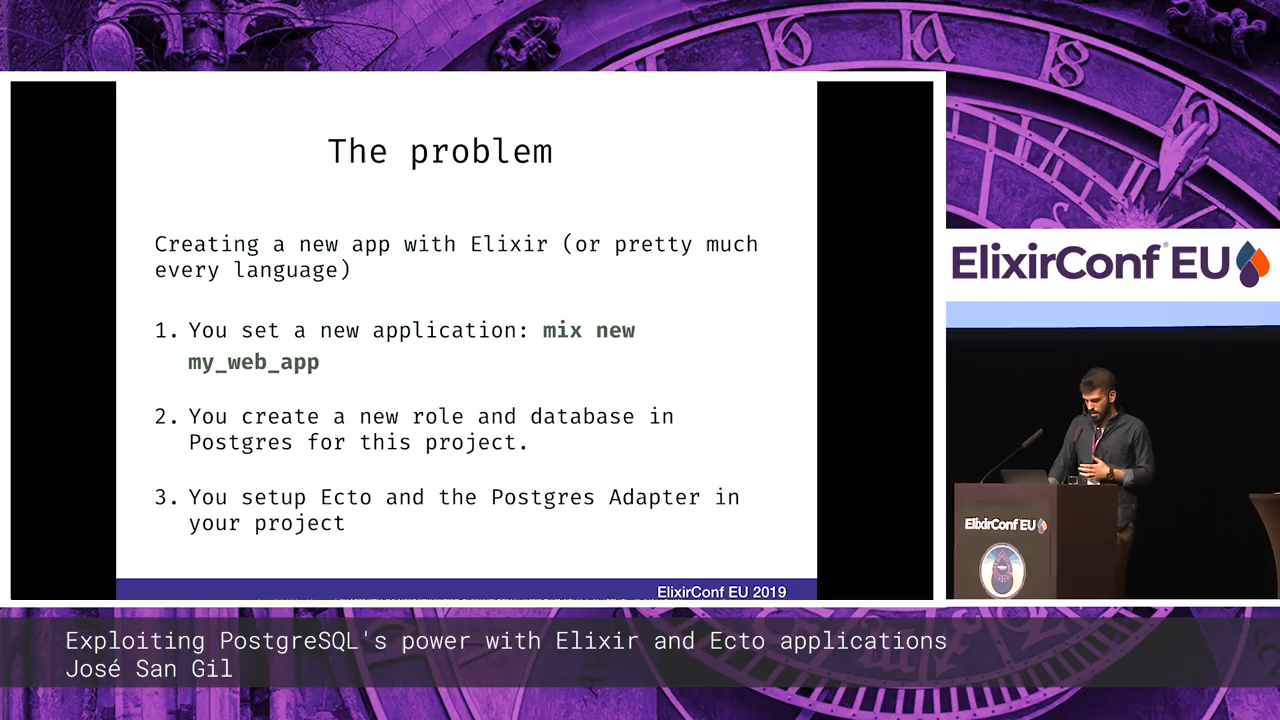 The problem
Creating a new app with Elixir (or pretty much
every language)
1. You set a new application: mix new
my_web_app
2. You create a new role and database in
Postgres for this project.
3. You setup Ecto and the Postgres Adapter in
your project
ElixirConf EU 2019
ElixirConf® EU
ElixirConf EU
Exploiting PostgreSQL's power with Elixir and Ecto applications
José San Gil